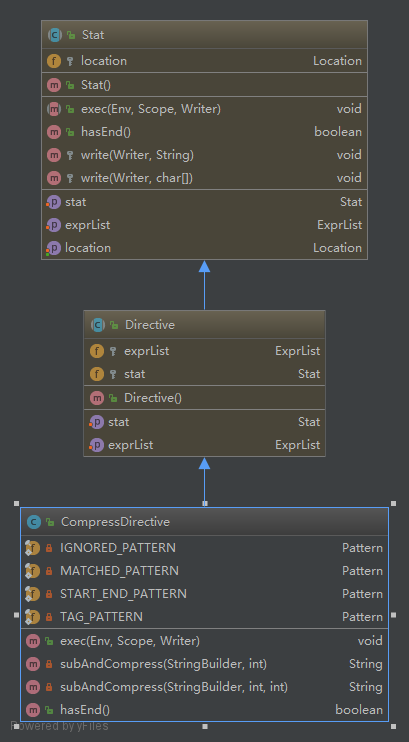 Stat
location Location
Stat()
exec(Env, Scope, Writer) void
hasEnd() boolean
write(Writer, String) void
write(Writer, char[]) void
stat Stat
exprList ExprList
location Location
Directive
exprList ExprList
stat Stat
Directive()
stat Stat
exprList ExprList
CompressDirective
IGNORED_PATTERN Pattern
MATCHED_PATTERN Pattern
START_END_PATTERN Pattern
TAG_PATTERN Pattern
exec(Env, Scope, Writer) void
subAndCompress(StringBuilder, int) String
subAndCompress(StringBuilder, int, int) String
hasEnd() boolean
Powered by yFiles